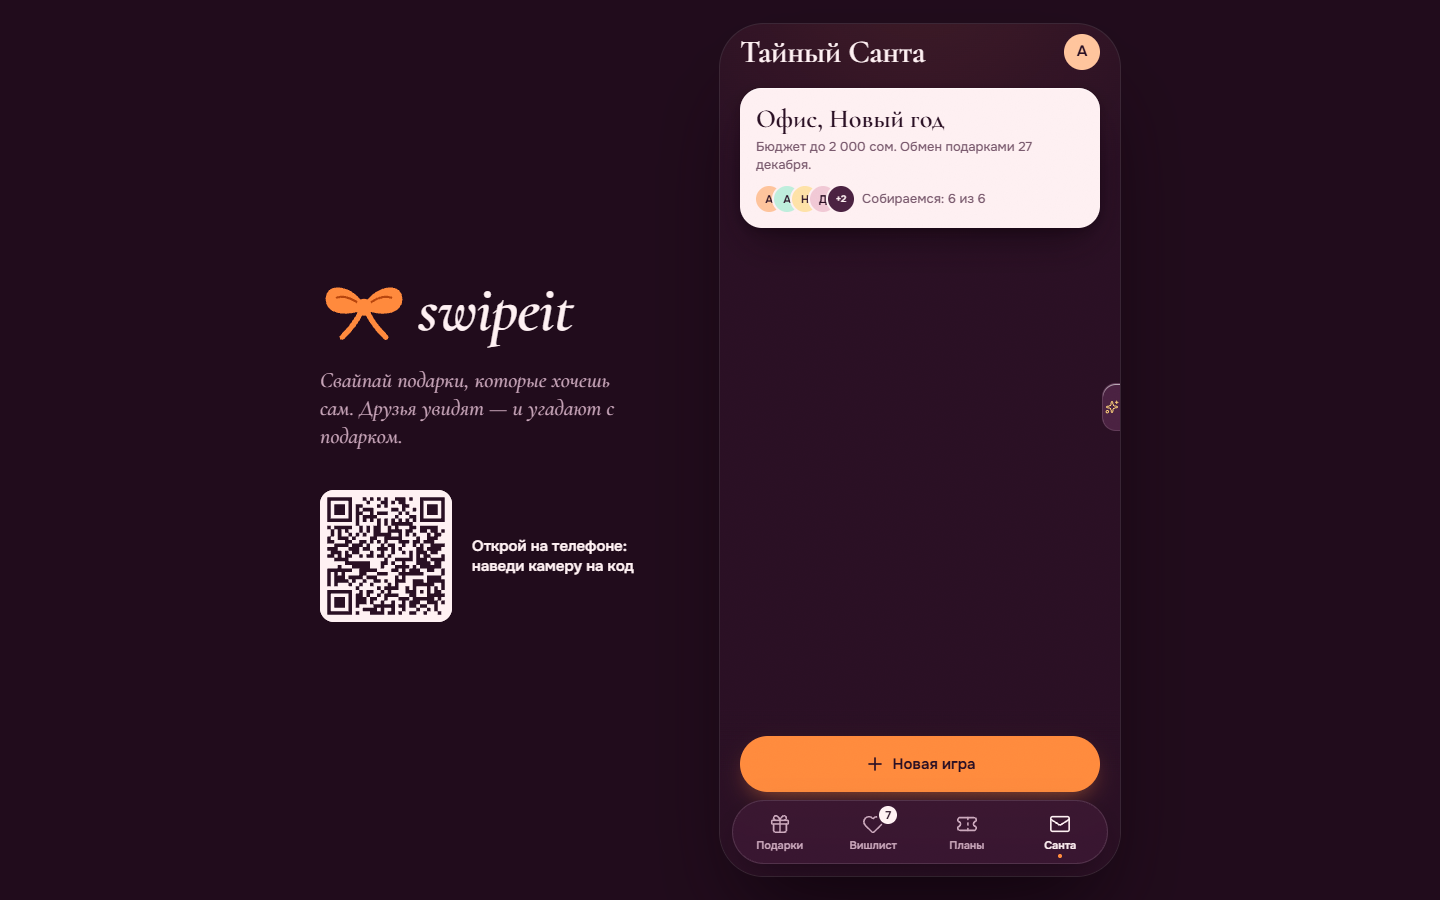 swipeit
Свайпай подарки, которые хочешь
сам. Друзья увидят — и угадают с
подарком.
Открой на телефоне:
наведи камеру на код
Тайный Санта
А
Офис, Новый год
Бюджет до 2 000 сом. Обмен подарками 27
декабря.
А А Н Д +2 Собираемся: 6 из 6
Новая игра
7
Подарки Вишлист Планы Санта